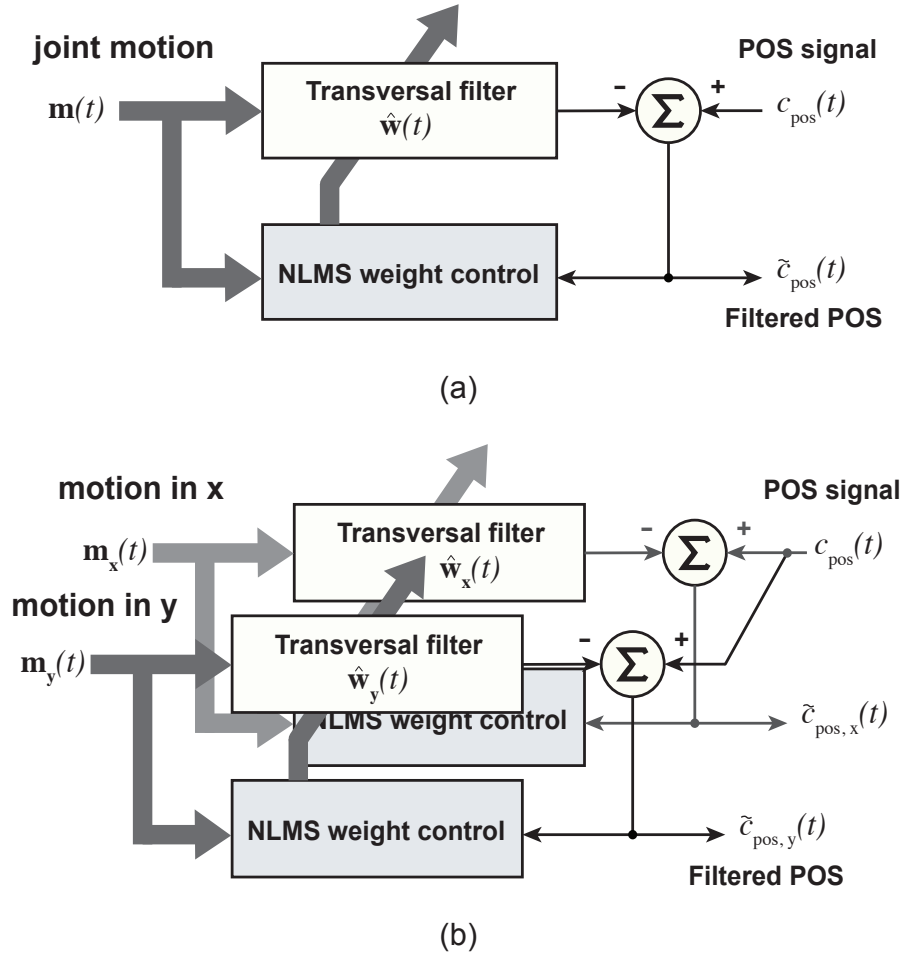 joint motion
m(t)
Transversal filter
ŵ(t)
- Σ +
POS signal
c_pos(t)
NLMS weight control
c̃_pos(t)
Filtered POS
(a)
motion in x
m_x(t)
Transversal filter
ŵ_x(t)
- Σ +
POS signal
c_pos(t)
motion in y
m_y(t)
Transversal filter
ŵ_y(t)
- Σ +
NLMS weight control
c̃_pos, x(t)
NLMS weight control
c̃_pos, y(t)
Filtered POS
(b)